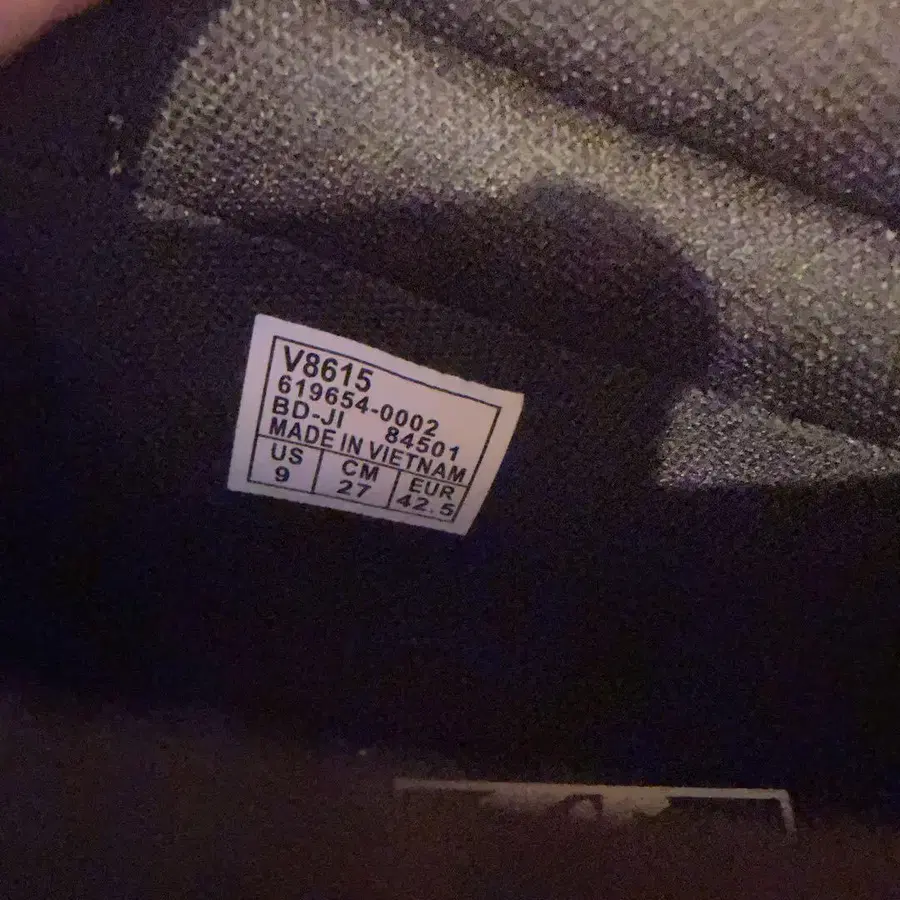 V8615
619654-0002
BD-JI 84501
MADE IN VIETNAM
US CM EUR
9 27 42.5